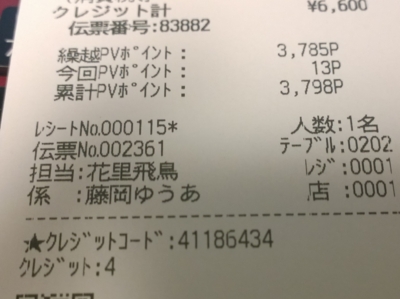 クレジット計 ¥6,600
伝票番号:83882
繰越PVﾎﾟｲﾝﾄ: 3,785P
今回PVﾎﾟｲﾝﾄ: 13P
累計PVﾎﾟｲﾝﾄ: 3,798P
ﾚｼｰﾄNo.000115* 人数:1名
伝票No.002361 ﾃｰﾌﾞﾙ:0202
担当:花里飛鳥 ﾚｼﾞ:0001
係 :藤岡ゆうあ 店:0001
★ｸﾚｼﾞｯﾄｺｰﾄﾞ:41186434
ｸﾚｼﾞｯﾄ:4